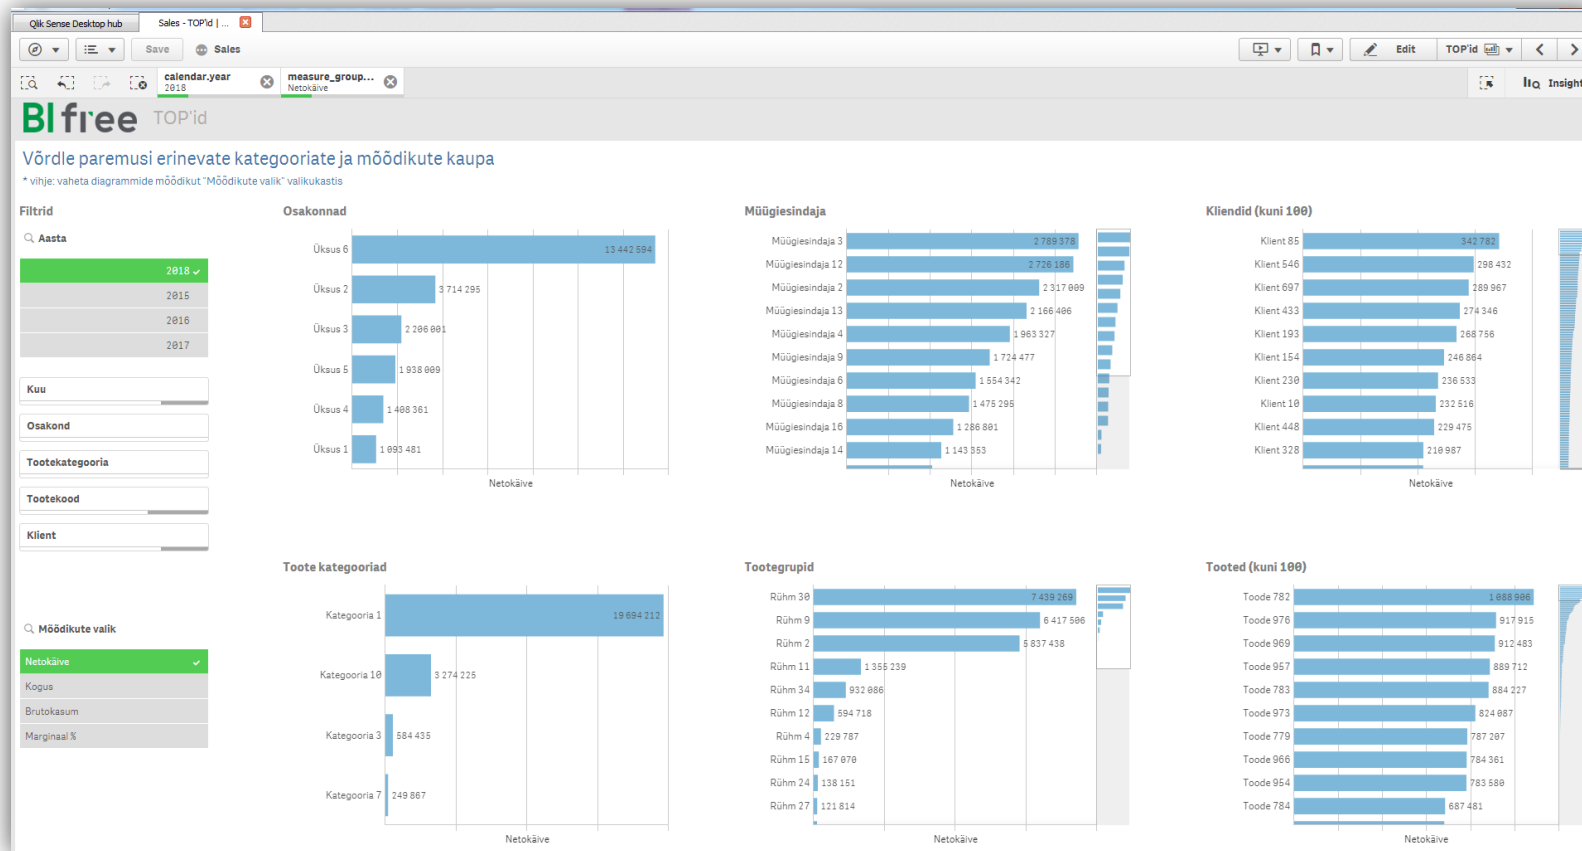 Qlik Sense Desktop hub
Sales - TOP'id | ...
Save
Sales
Edit
TOP'id
calendar.year
2018
measure_group...
Netokäive
Insight
BI free TOP'id
Võrdle paremusi erinevate kategooriate ja mõõdikute kaupa
* vihje: vaheta diagrammide mõõdikut "Mõõdikute valik" valikukastis
Filtrid
Aasta
2018
2015
2016
2017
Kuu
Osakond
Tootekategooria
Tootekood
Klient
Mõõdikute valik
Netokäive
Kogus
Brutokasum
Marginaal %
Osakonnad
Üksus 6 13 442 594
Üksus 2 3 714 295
Üksus 3 2 206 001
Üksus 5 1 938 009
Üksus 4 1 408 361
Üksus 1 1 093 481
Netokäive
Müügiesindaja
Müügiesindaja 3 2 789 378
Müügiesindaja 12 2 726 186
Müügiesindaja 2 2 317 009
Müügiesindaja 13 2 166 406
Müügiesindaja 4 1 963 327
Müügiesindaja 9 1 724 477
Müügiesindaja 6 1 554 342
Müügiesindaja 8 1 475 295
Müügiesindaja 16 1 286 801
Müügiesindaja 14 1 143 353
Netokäive
Kliendid (kuni 100)
Klient 85 342 782
Klient 546 298 432
Klient 697 289 967
Klient 433 274 346
Klient 193 268 756
Klient 154 246 864
Klient 230 236 533
Klient 10 232 516
Klient 448 229 475
Klient 328 210 987
Netokäive
Toote kategooriad
Kategooria 1 19 694 212
Kategooria 10 3 274 225
Kategooria 3 584 435
Kategooria 7 249 867
Netokäive
Tootegrupid
Rühm 30 7 439 269
Rühm 9 6 417 506
Rühm 2 5 837 438
Rühm 11 1 355 239
Rühm 34 932 086
Rühm 12 594 718
Rühm 4 229 787
Rühm 15 167 070
Rühm 24 138 151
Rühm 27 121 814
Netokäive
Tooted (kuni 100)
Toode 782 1 088 906
Toode 976 917 915
Toode 969 912 483
Toode 957 889 712
Toode 783 884 227
Toode 973 824 087
Toode 779 787 207
Toode 966 784 361
Toode 954 783 580
Toode 784 687 481
Netokäive